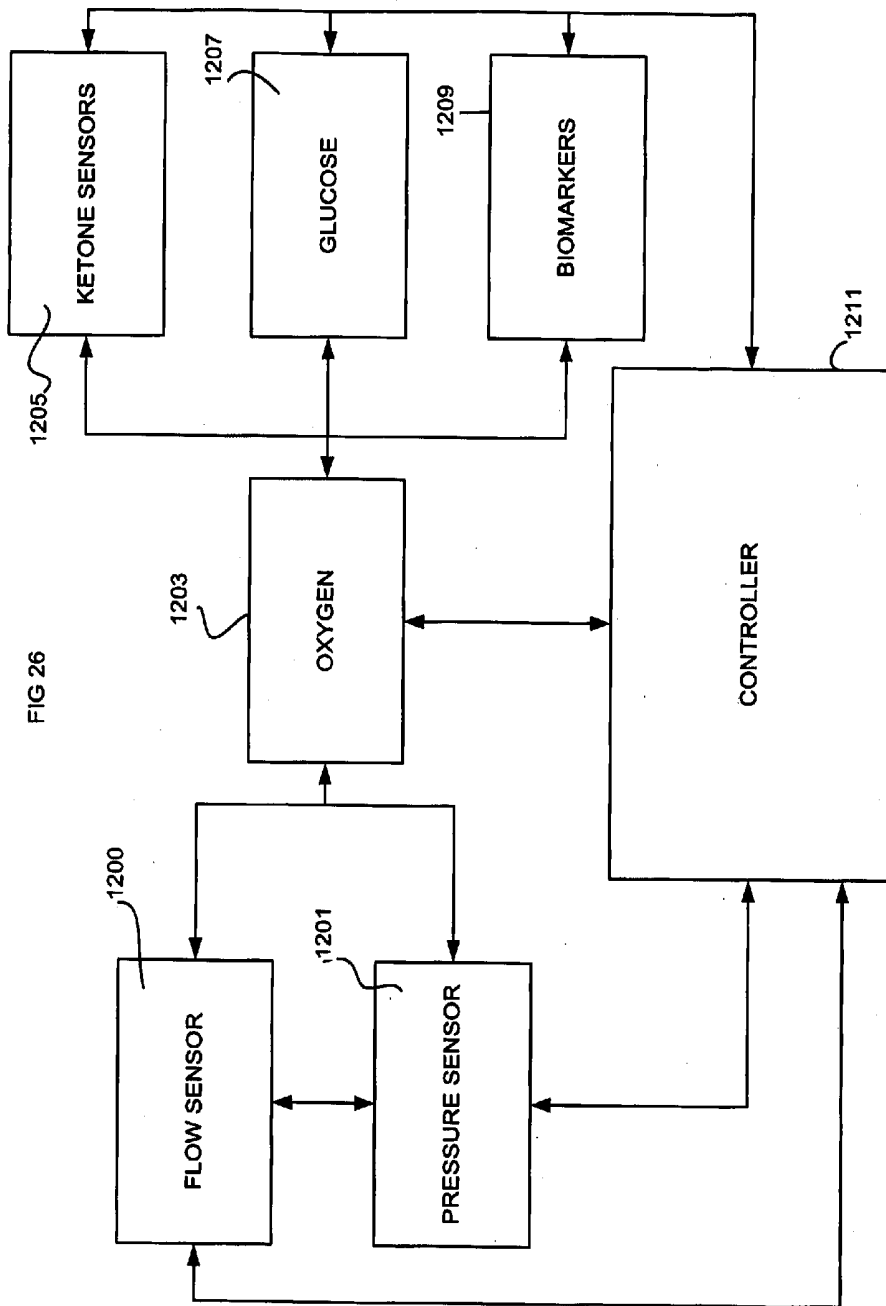 FIG 26
1200
FLOW SENSOR
1201
PRESSURE SENSOR
1203
OXYGEN
1205
KETONE SENSORS
1207
GLUCOSE
1209
BIOMARKERS
CONTROLLER
1211